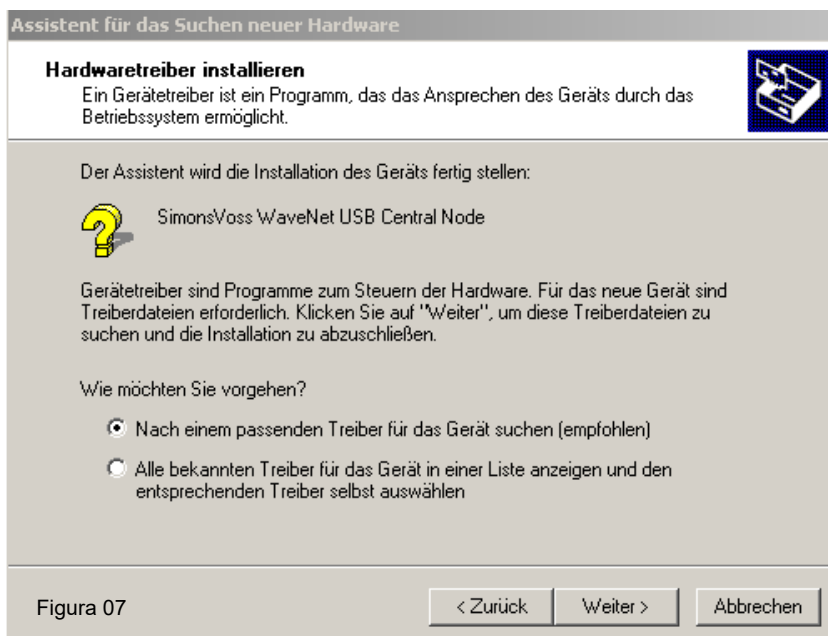 Assistent für das Suchen neuer Hardware
Hardwaretreiber installieren
Ein Gerätetreiber ist ein Programm, das das Ansprechen des Geräts durch das
Betriebssystem ermöglicht.
Der Assistent wird die Installation des Geräts fertig stellen:
SimonsVoss WaveNet USB Central Node
Gerätetreiber sind Programme zum Steuern der Hardware. Für das neue Gerät sind
Treiberdateien erforderlich. Klicken Sie auf "Weiter", um diese Treiberdateien zu
suchen und die Installation zu abzuschließen.
Wie möchten Sie vorgehen?
Nach einem passenden Treiber für das Gerät suchen (empfohlen)
Alle bekannten Treiber für das Gerät in einer Liste anzeigen und den
entsprechenden Treiber selbst auswählen
Figura 07
< Zurück
Weiter >
Abbrechen